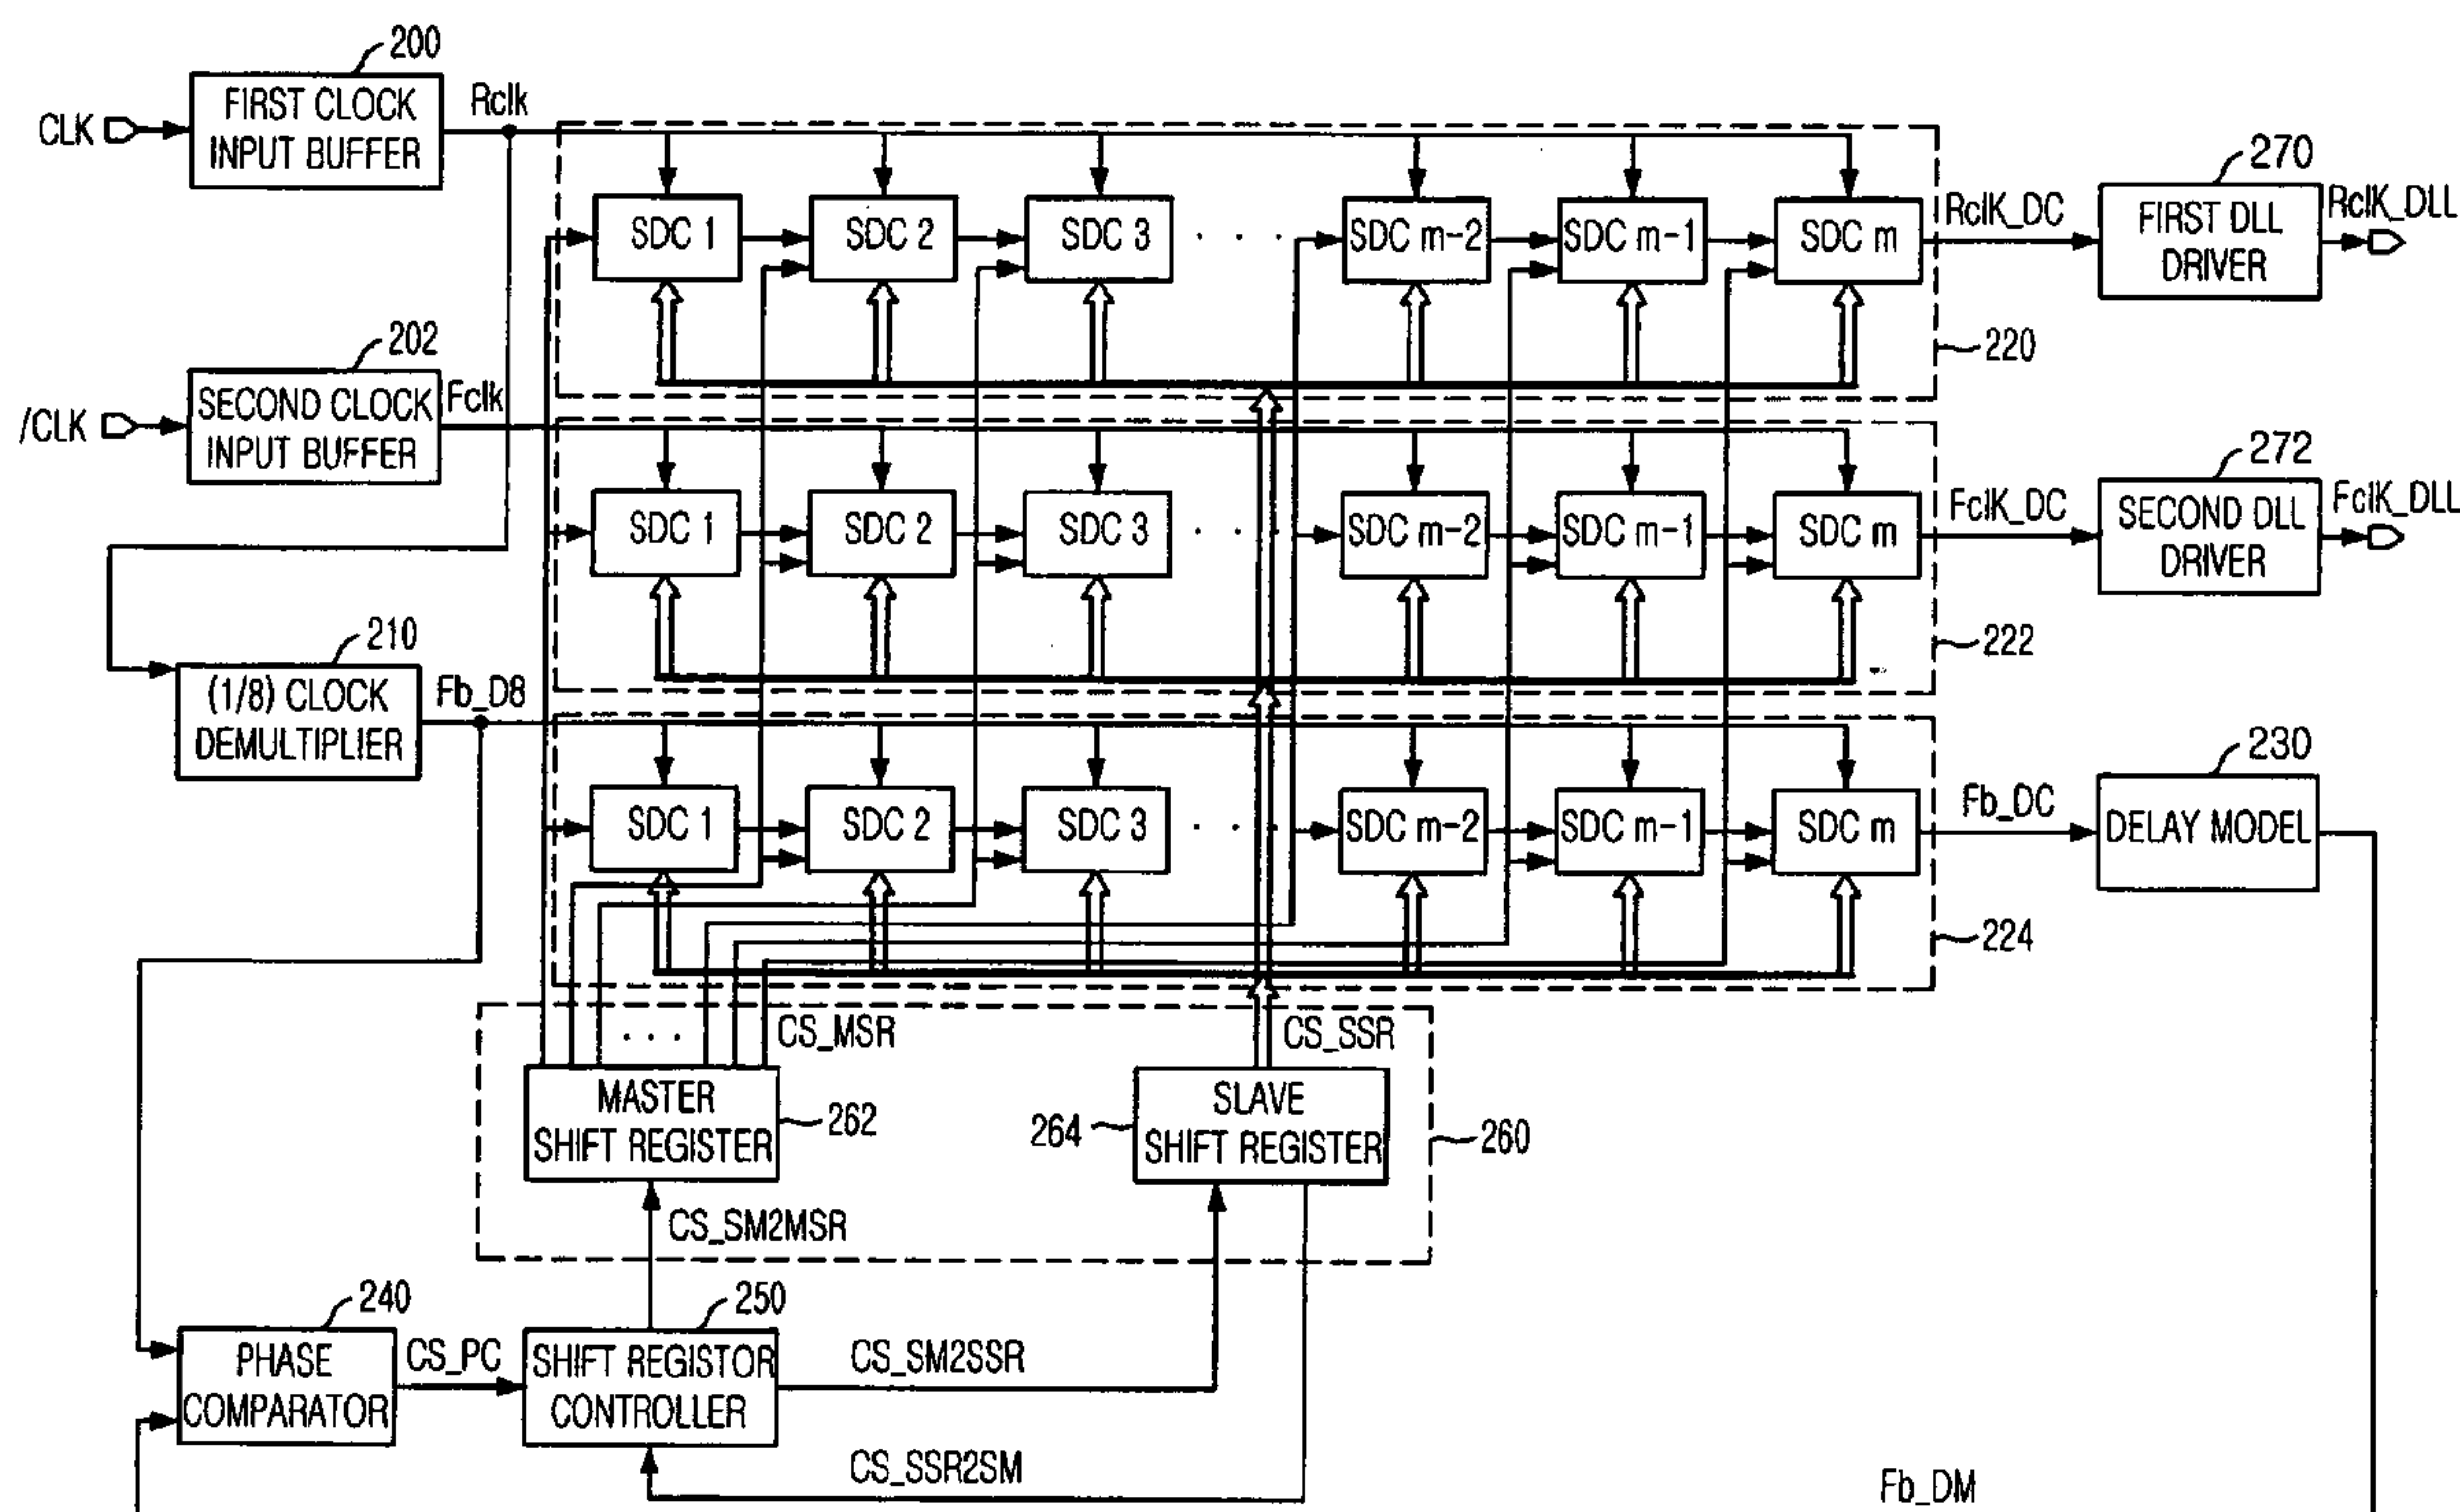 200
CLK
FIRST CLOCK
INPUT BUFFER
Rclk
SDC 1
SDC 2
SDC 3
. . .
SDC m-2
SDC m-1
SDC m
RclK_DC
270
FIRST DLL
DRIVER
RclK_DLL
220
202
/CLK
SECOND CLOCK
INPUT BUFFER
Fclk
SDC 1
SDC 2
SDC 3
. . .
SDC m-2
SDC m-1
SDC m
FclK_DC
272
SECOND DLL
DRIVER
FclK_DLL
222
210
(1/8) CLOCK
DEMULTIPLIER
Fb_D8
SDC 1
SDC 2
SDC 3
. . .
SDC m-2
SDC m-1
SDC m
Fb_DC
230
DELAY MODEL
224
. . .
CS_MSR
CS_SSR
MASTER
SHIFT REGISTER
262
264
SLAVE
SHIFT REGISTER
260
CS_SM2MSR
240
PHASE
COMPARATOR
CS_PC
250
SHIFT REGISTOR
CONTROLLER
CS_SM2SSR
CS_SSR2SM
Fb_DM